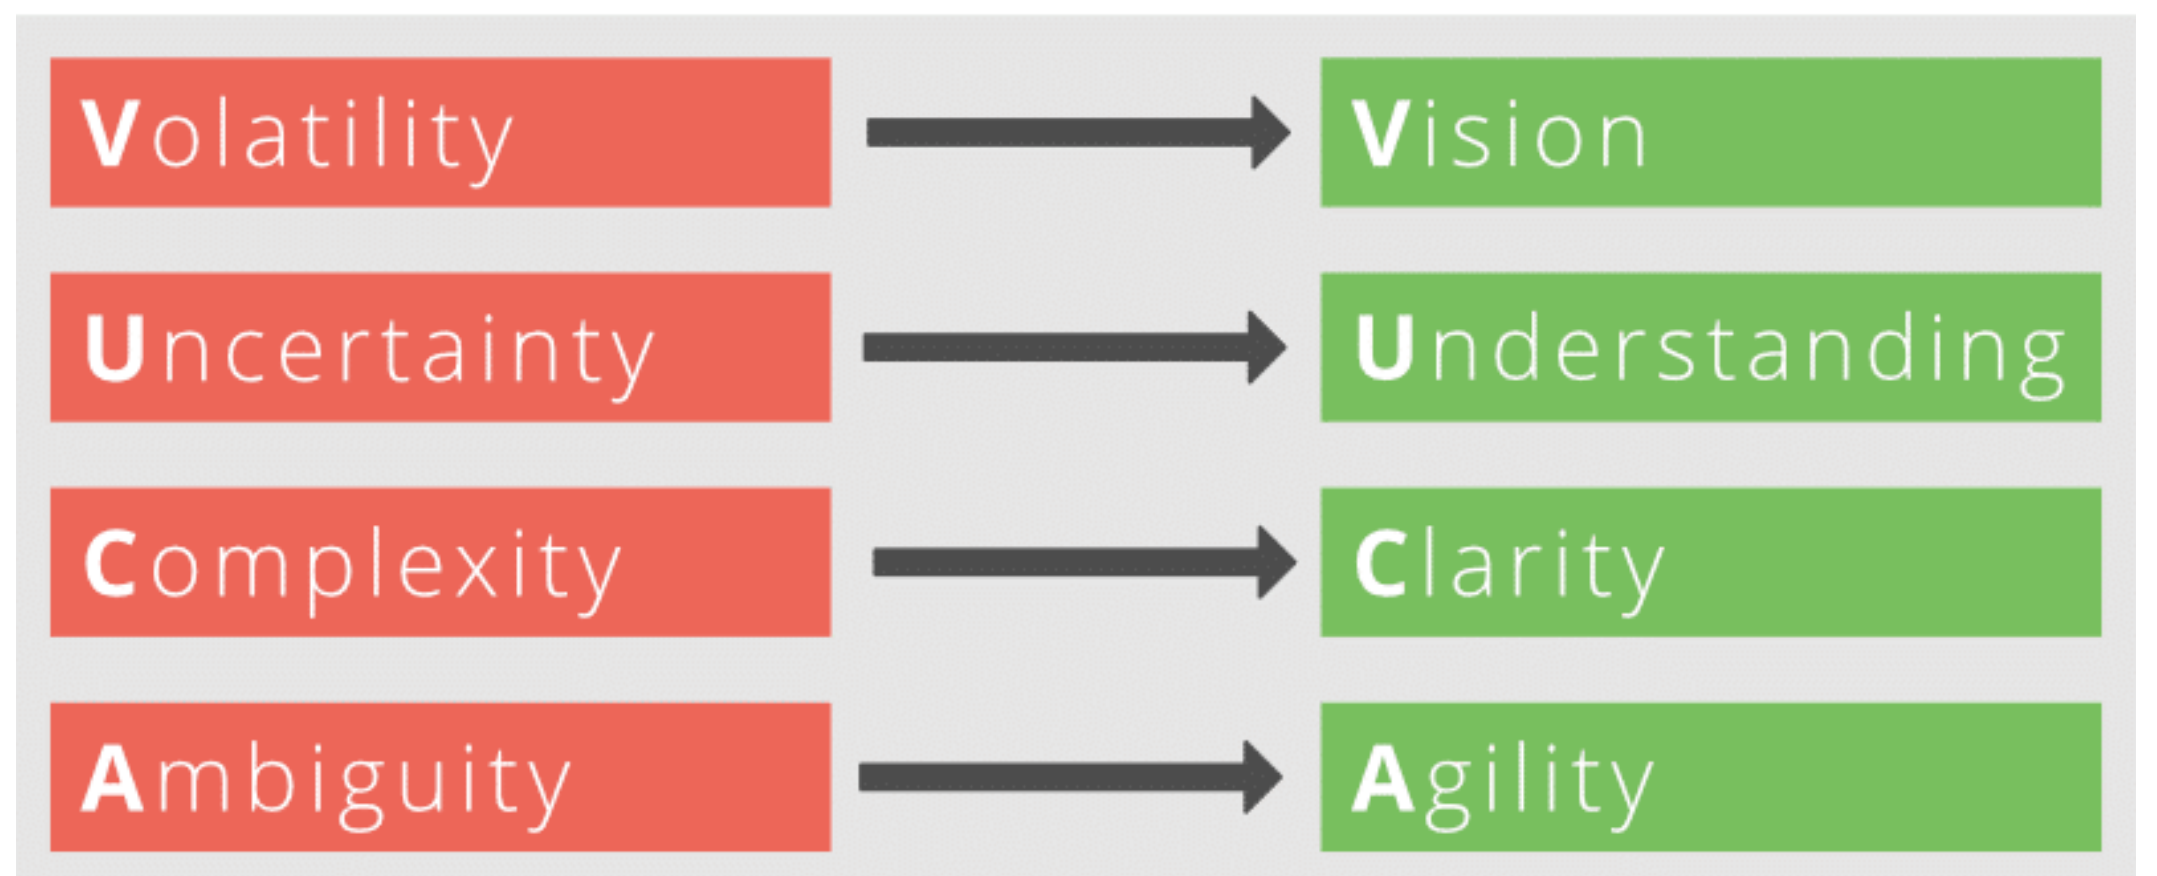 Volatility
Vision
Uncertainty
Understanding
Complexity
Clarity
Ambiguity
Agility